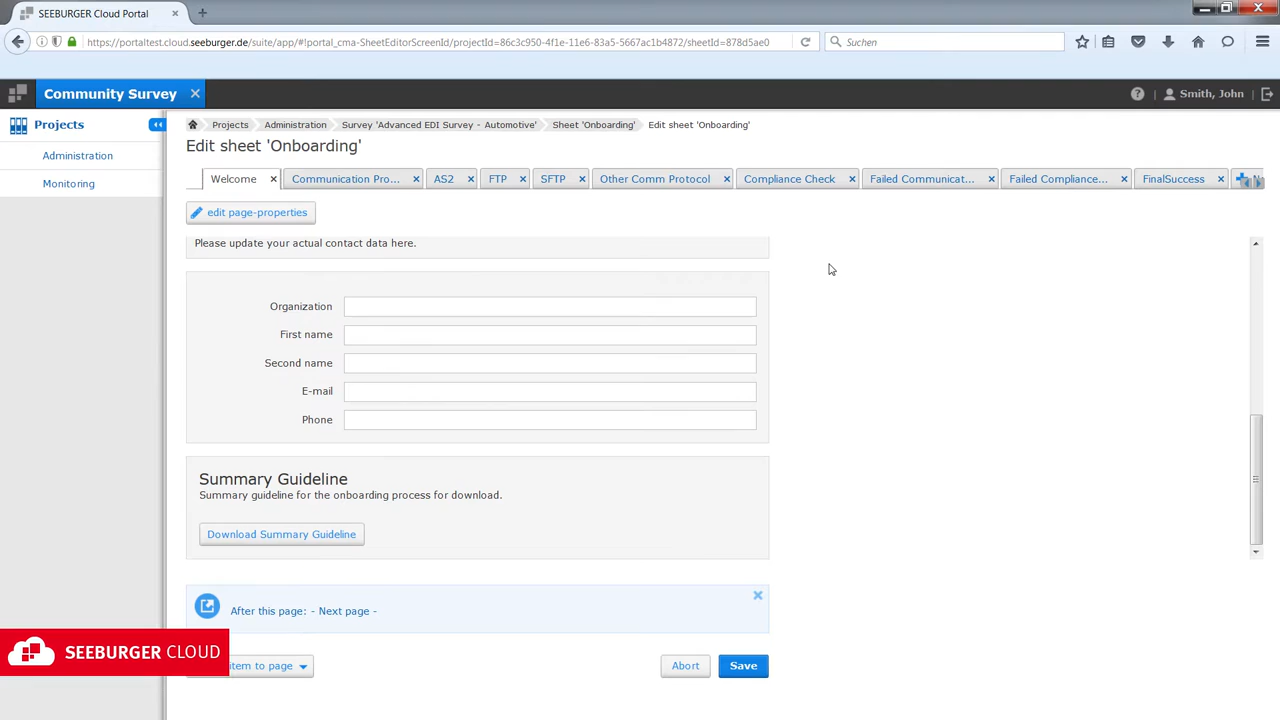 SEEBURGER Cloud Portal
https://portaltest.cloud.seeburger.de/suite/app/#!portal_cma-SheetEditorScreenId/projectId=86c3c950-4f1e-11e6-83a5-5667ac1b4872/sheetId=878d5ae0
Suchen
Community Survey
Smith, John
Projects
Administration
Monitoring
Projects Administration Survey 'Advanced EDI Survey - Automotive' Sheet 'Onboarding' Edit sheet 'Onboarding'
Edit sheet 'Onboarding'
Welcome Communication Pro... AS2 FTP SFTP Other Comm Protocol Compliance Check Failed Communicat... Failed Compliance... FinalSuccess
edit page-properties
Please update your actual contact data here.
Organization
First name
Second name
E-mail
Phone
Summary Guideline
Summary guideline for the onboarding process for download.
Download Summary Guideline
After this page: - Next page -
SEEBURGER CLOUD
item to page
Abort
Save